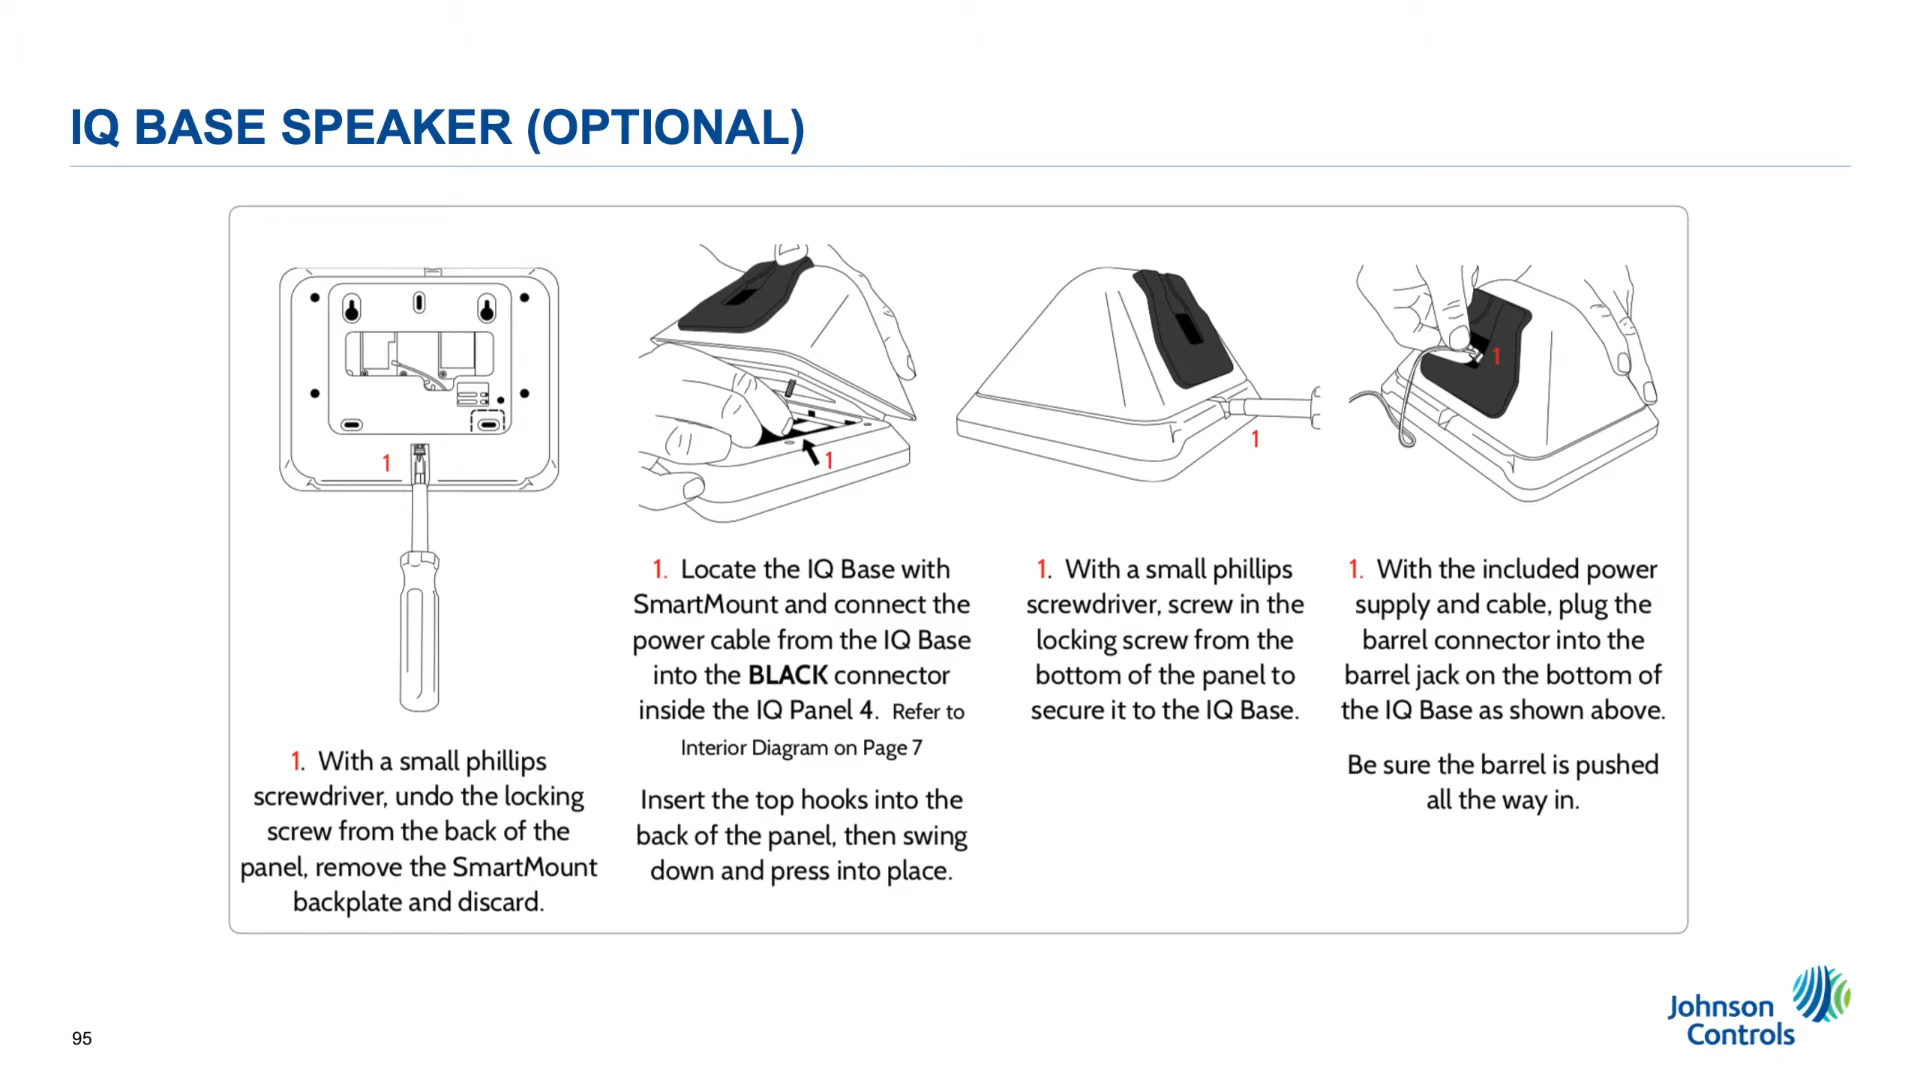 IQ BASE SPEAKER (OPTIONAL)
1
1. With a small phillips
screwdriver, undo the locking
screw from the back of the
panel, remove the SmartMount
backplate and discard.
1
1. Locate the IQ Base with
SmartMount and connect the
power cable from the IQ Base
into the BLACK connector
inside the IQ Panel 4. Refer to
Interior Diagram on Page 7
Insert the top hooks into the
back of the panel, then swing
down and press into place.
1
1. With a small phillips
screwdriver, screw in the
locking screw from the
bottom of the panel to
secure it to the IQ Base.
1
1. With the included power
supply and cable, plug the
barrel connector into the
barrel jack on the bottom of
the IQ Base as shown above.
Be sure the barrel is pushed
all the way in.
95
Johnson
Controls